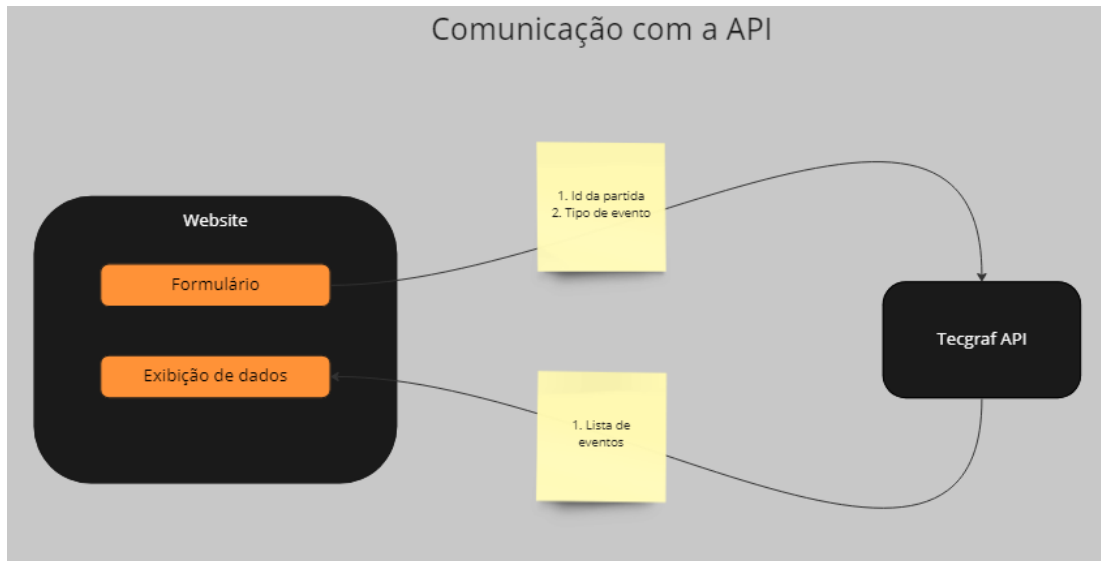 Comunicação com a API
Website
Formulário
Exibição de dados
1. Id da partida
2. Tipo de evento
1. Lista de
eventos
Tecgraf API